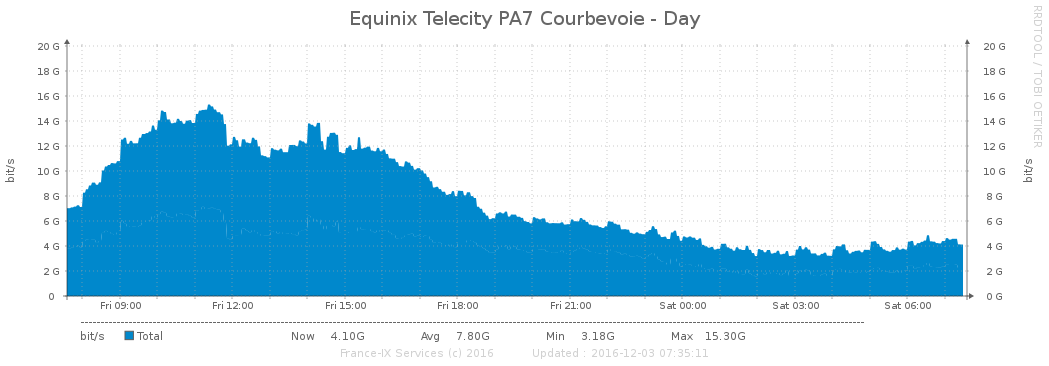 Equinix Telecity PA7 Courbevoie - Day
RRDTOOL / TOBI OETIKER
bit/s
bit/s
20 G 20 G
18 G 18 G
16 G 16 G
14 G 14 G
12 G 12 G
10 G 10 G
8 G 8 G
6 G 6 G
4 G 4 G
2 G 2 G
0 0 G
Fri 09:00 Fri 12:00 Fri 15:00 Fri 18:00 Fri 21:00 Sat 00:00 Sat 03:00 Sat 06:00
bit/s Total Now 4.10G Avg 7.80G Min 3.18G Max 15.30G
France-IX Services (c) 2016 Updated : 2016-12-03 07:35:11